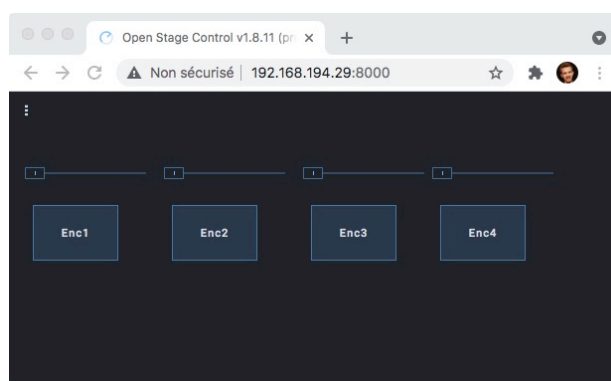 Open Stage Control v1.8.11 (pr
Non sécurisé | 192.168.194.29:8000
Enc1 Enc2 Enc3 Enc4